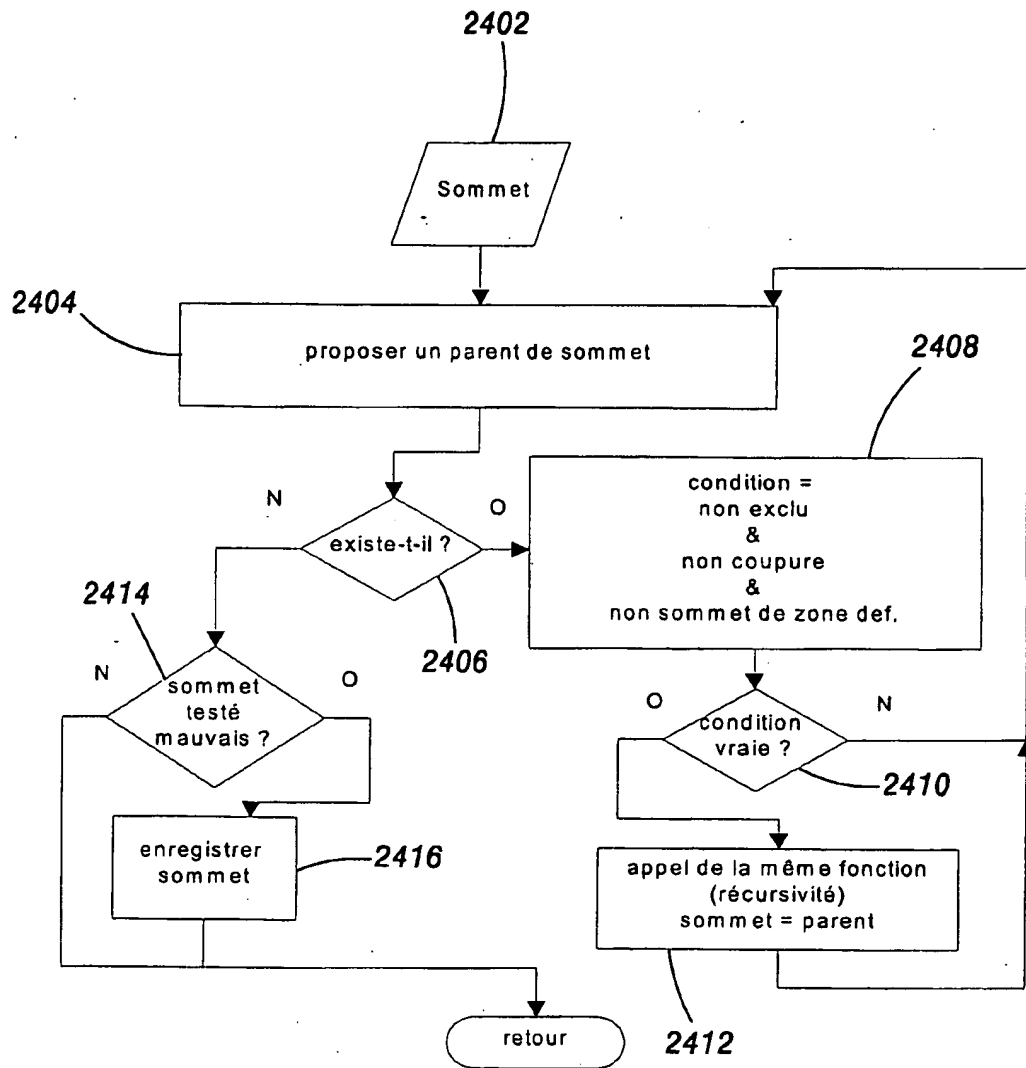 2402
Sommet
2404
proposer un parent de sommet
2408
condition =
non exclu
&
non coupure
&
non sommet de zone def.
N
O
existe-t-il ?
2406
2414
N
O
sommet
testé
mauvais ?
O
N
condition
vraie ?
2410
enregistrer
sommet
2416
appel de la même fonction
(récursivité)
sommet = parent
2412
retour